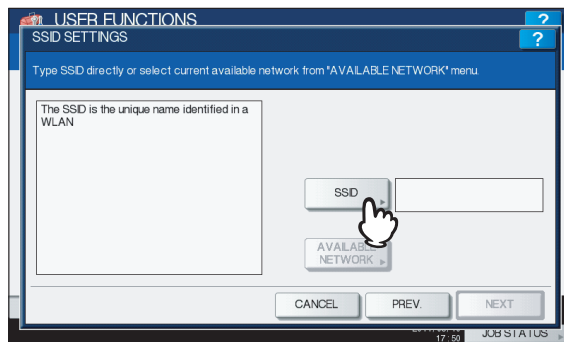 USER FUNCTIONS
?
SSID SETTINGS
?
Type SSID directly or select current available network from "AVAILABLE NETWORK" menu.
The SSID is the unique name identified in a
WLAN
SSID
AVAILABLE
NETWORK
CANCEL
PREV.
NEXT
17:50
JOB STATUS